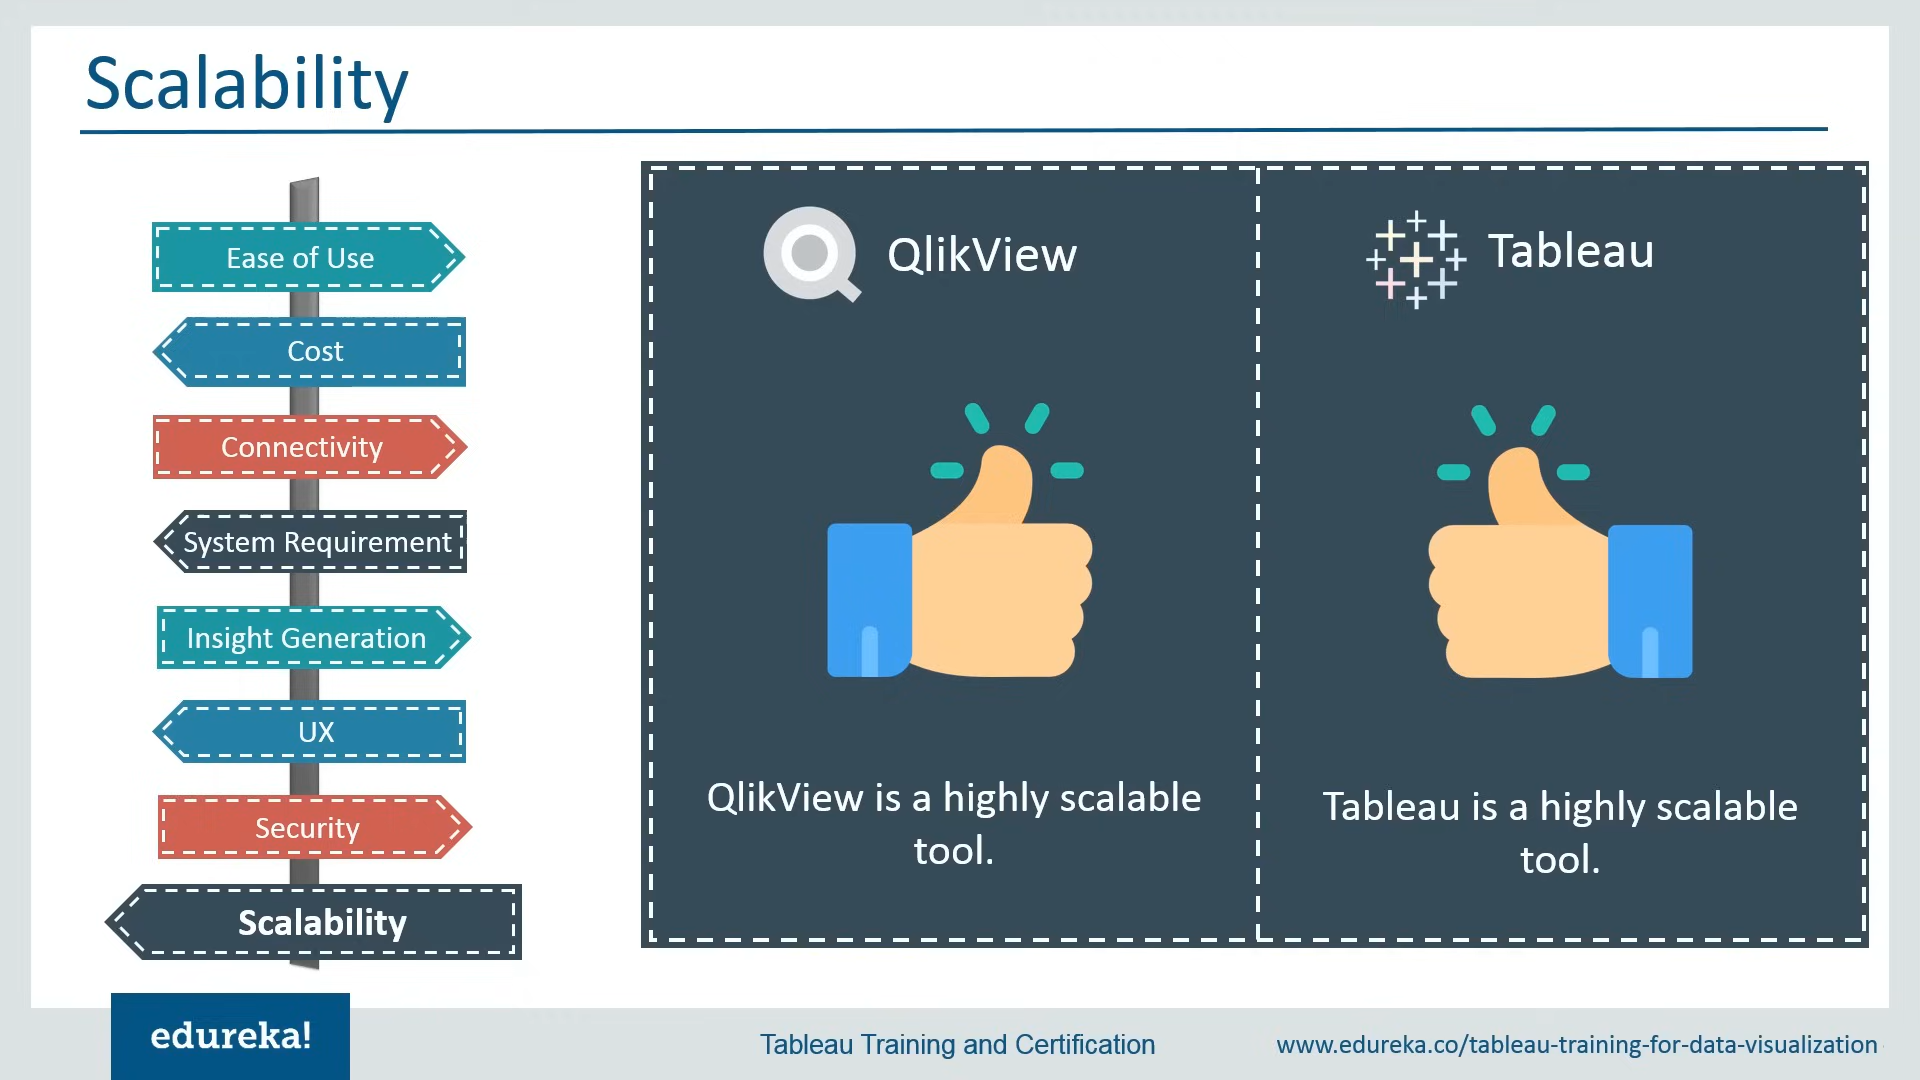 Scalability
Ease of Use
Cost
Connectivity
System Requirement
Insight Generation
UX
Security
Scalability
QlikView
QlikView is a highly scalable
tool.
Tableau
Tableau is a highly scalable
tool.
edureka!
Tableau Training and Certification
www.edureka.co/tableau-training-for-data-visualization